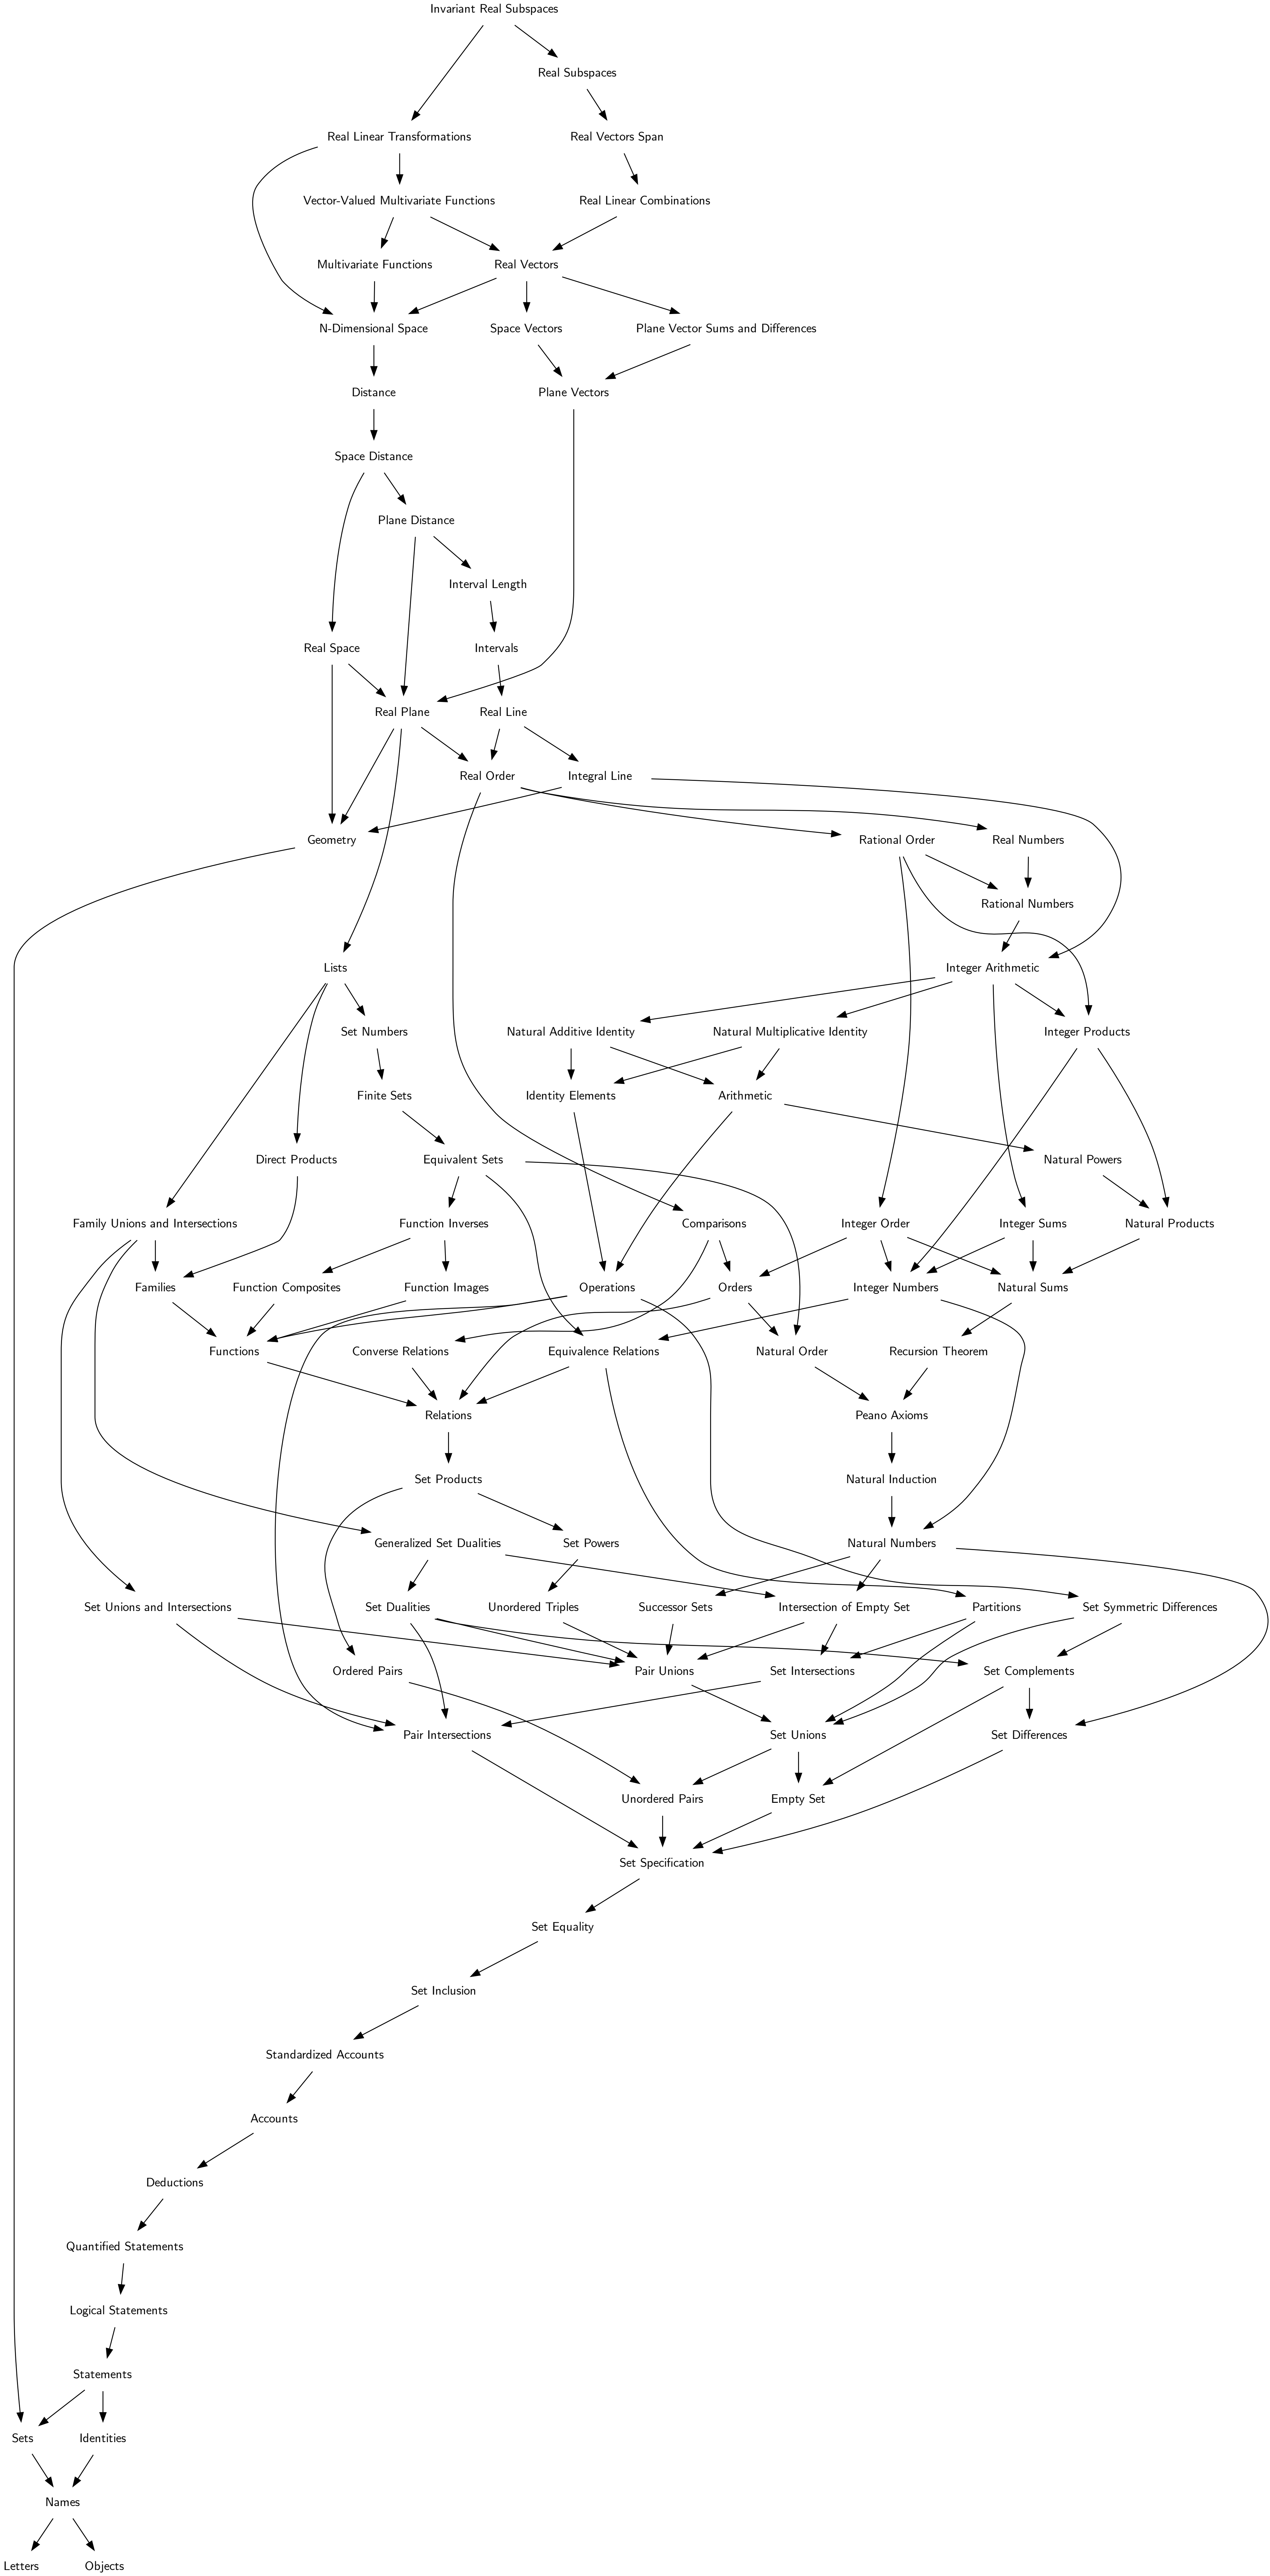 Invariant Real Subspaces
Real Subspaces
Real Linear Transformations
Real Vectors Span
Vector-Valued Multivariate Functions
Real Linear Combinations
Multivariate Functions
Real Vectors
N-Dimensional Space
Space Vectors
Plane Vector Sums and Differences
Distance
Plane Vectors
Space Distance
Plane Distance
Interval Length
Real Space
Intervals
Real Plane
Real Line
Real Order
Integral Line
Geometry
Rational Order
Real Numbers
Rational Numbers
Lists
Integer Arithmetic
Set Numbers
Natural Additive Identity
Natural Multiplicative Identity
Integer Products
Finite Sets
Identity Elements
Arithmetic
Direct Products
Equivalent Sets
Natural Powers
Family Unions and Intersections
Function Inverses
Comparisons
Integer Order
Integer Sums
Natural Products
Families
Function Composites
Function Images
Operations
Orders
Integer Numbers
Natural Sums
Functions
Converse Relations
Equivalence Relations
Natural Order
Recursion Theorem
Relations
Peano Axioms
Set Products
Natural Induction
Generalized Set Dualities
Set Powers
Natural Numbers
Set Unions and Intersections
Set Dualities
Unordered Triples
Successor Sets
Intersection of Empty Set
Partitions
Set Symmetric Differences
Ordered Pairs
Pair Unions
Set Intersections
Set Complements
Pair Intersections
Set Unions
Set Differences
Unordered Pairs
Empty Set
Set Specification
Set Equality
Set Inclusion
Standardized Accounts
Accounts
Deductions
Quantified Statements
Logical Statements
Statements
Sets
Identities
Names
Letters
Objects